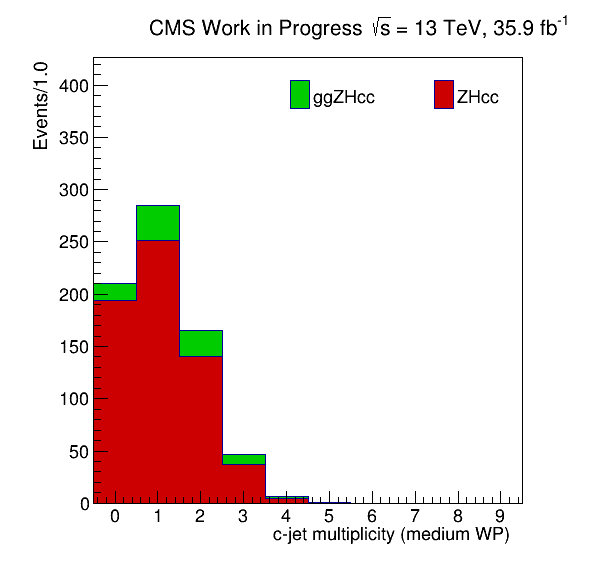 CMS Work in Progress √s = 13 TeV, 35.9 fb⁻¹
Events/1.0
ggZHcc ZHcc
400
350
300
250
200
150
100
50
0
0 1 2 3 4 5 6 7 8 9
c-jet multiplicity (medium WP)